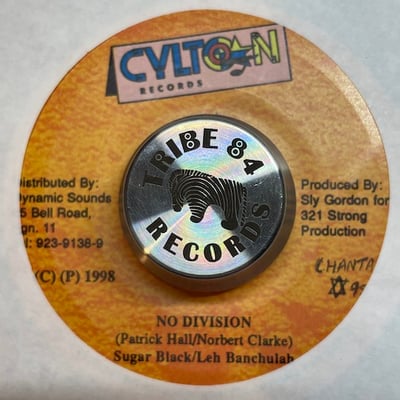 CYLTON
RECORDS
TRIBE 84
RECORDS
Distributed By:
Dynamic Sounds
5 Bell Road,
gn. 11
l: 923-9138-9
(C) (P) 1998
Produced By:
Sly Gordon for
321 Strong
Production
CHANTA
NO DIVISION
(Patrick Hall/Norbert Clarke)
Sugar Black/Leh Banchulah